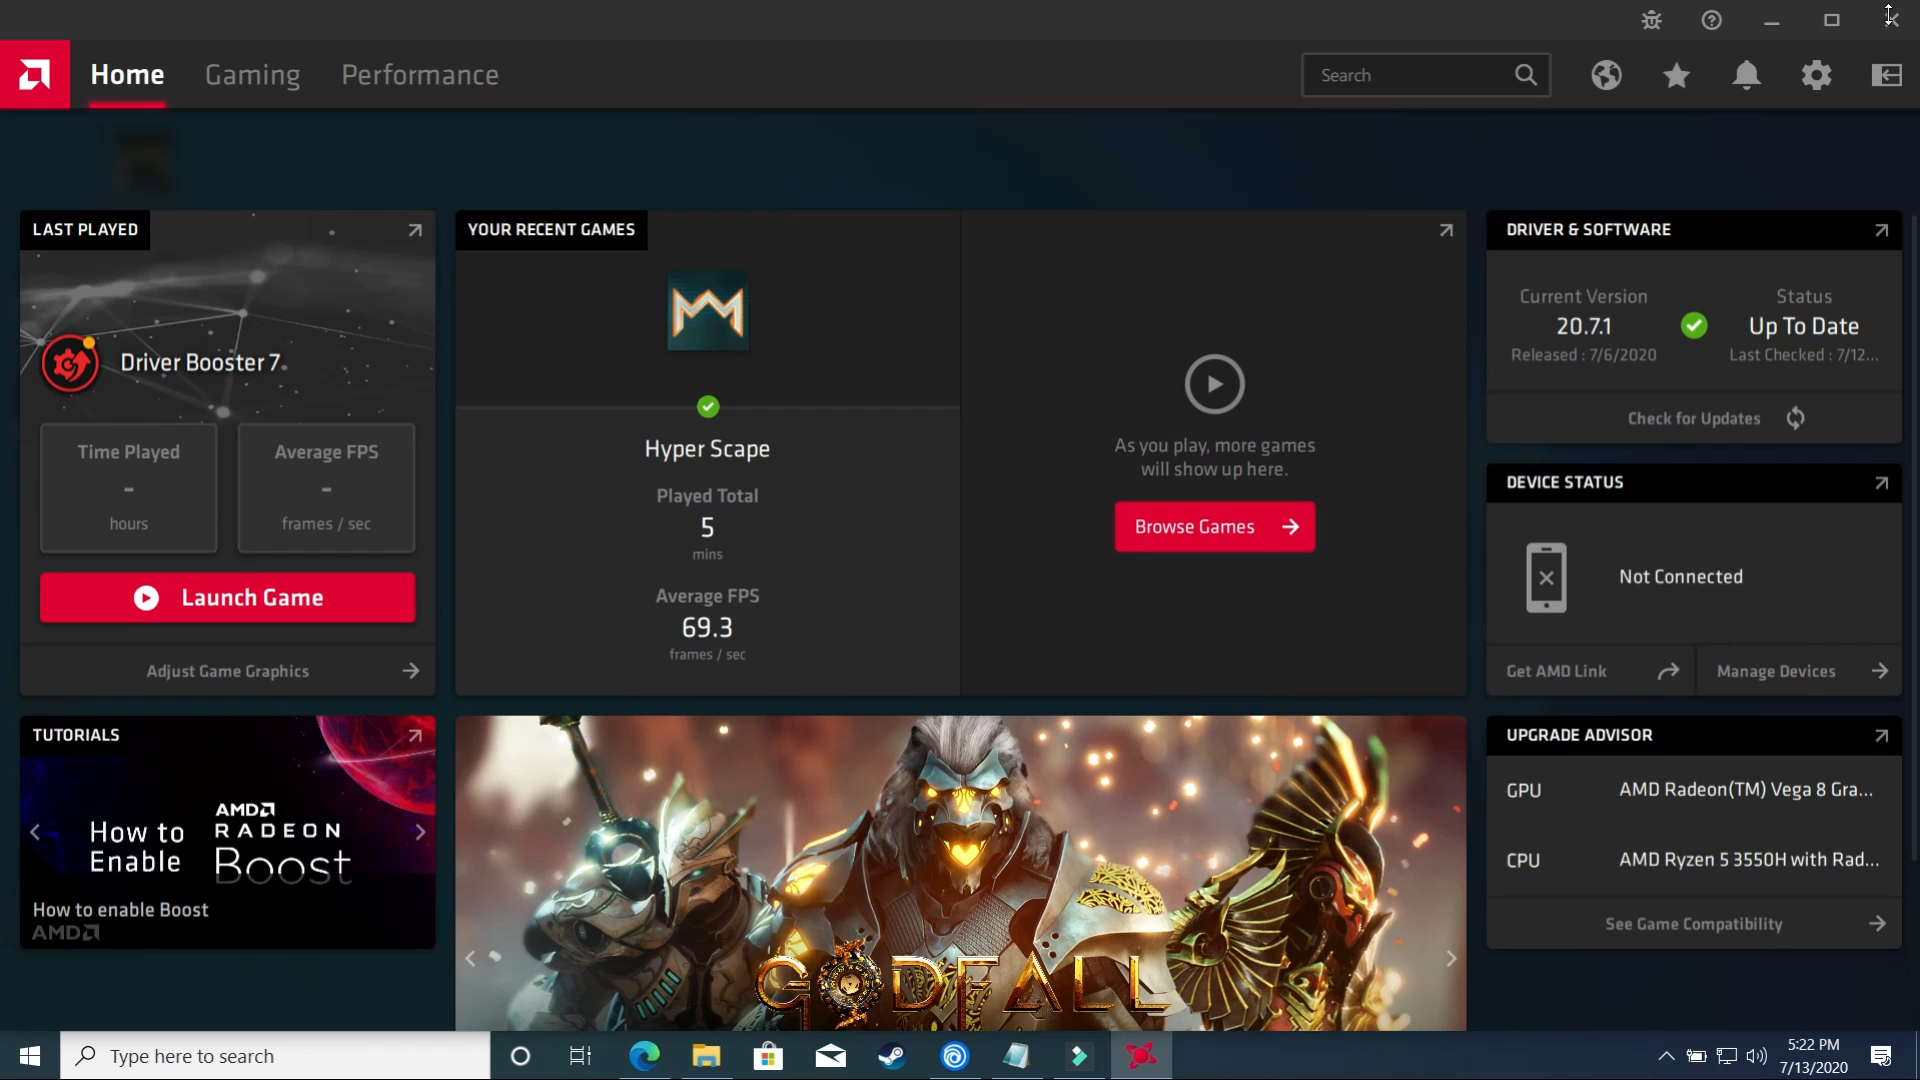 Home
Gaming
Performance
Search
LAST PLAYED
Driver Booster 7
Time Played
-
hours
Average FPS
-
frames / sec
Launch Game
Adjust Game Graphics
YOUR RECENT GAMES
Hyper Scape
Played Total
5
mins
Average FPS
69.3
frames / sec
As you play, more games
will show up here.
Browse Games
DRIVER & SOFTWARE
Current Version
20.7.1
Released : 7/6/2020
Status
Up To Date
Last Checked : 7/12...
Check for Updates
DEVICE STATUS
Not Connected
Get AMD Link
Manage Devices
TUTORIALS
How to
Enable
AMD
RADEON
Boost
How to enable Boost
AMD
GODFALL
UPGRADE ADVISOR
GPU
AMD Radeon(TM) Vega 8 Gra...
CPU
AMD Ryzen 5 3550H with Rad...
See Game Compatibility
Type here to search
5:22 PM
7/13/2020